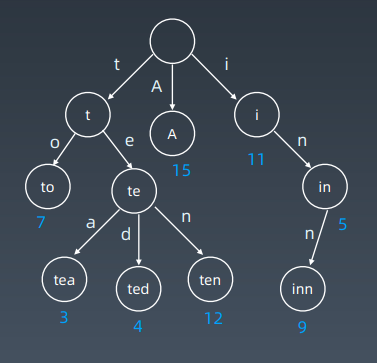 t A i
t A i
15 11
o e n
to te in
7 5
a d n n
tea ted ten inn
3 4 12 9